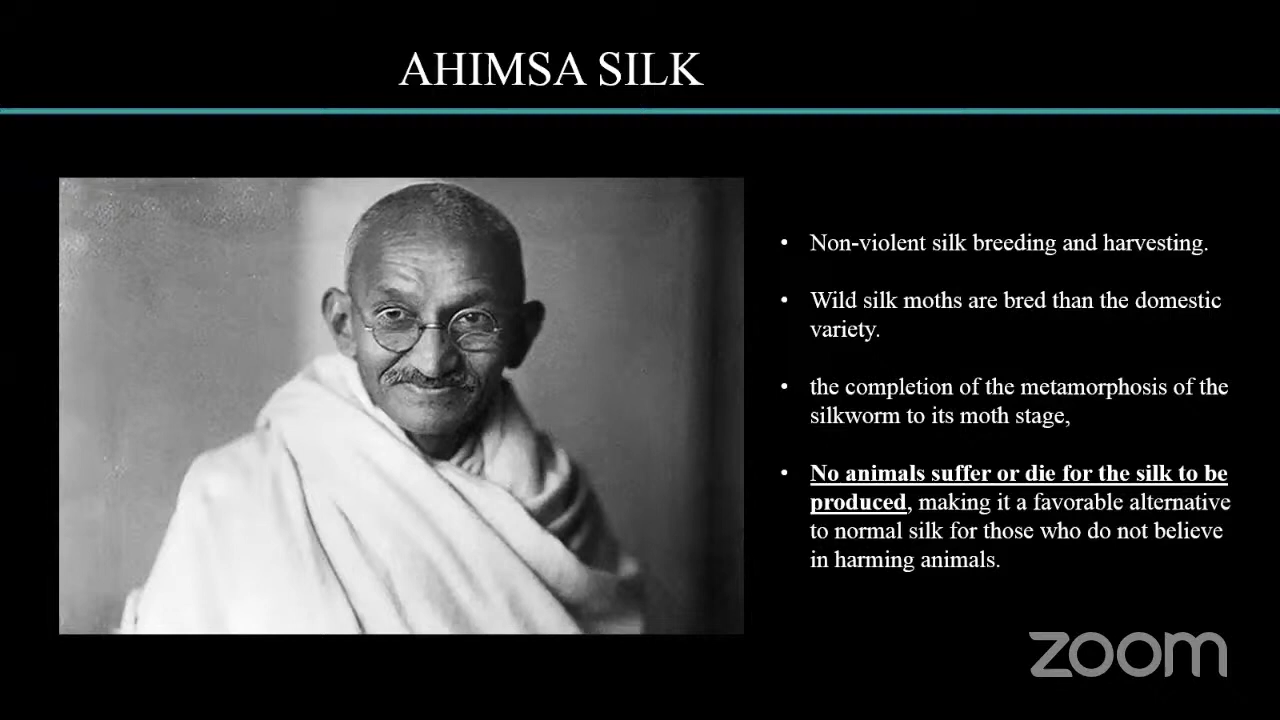 AHIMSA SILK
• Non-violent silk breeding and harvesting.
• Wild silk moths are bred than the domestic
variety.
• the completion of the metamorphosis of the
silkworm to its moth stage,
• No animals suffer or die for the silk to be
produced, making it a favorable alternative
to normal silk for those who do not believe
in harming animals.
zoom